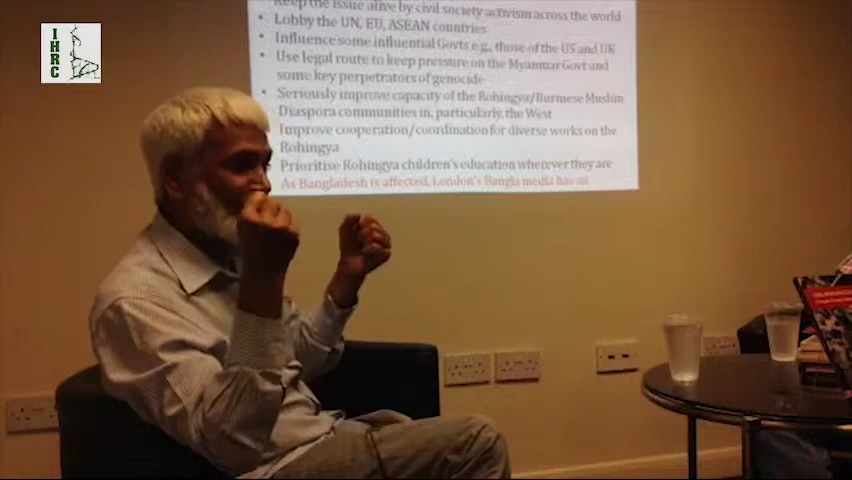 IHRC
Keep the issue alive by civil society activism across the world
• Lobby the UN, EU, ASEAN countries
• Influence some influential Govts e.g., those of the US and UK
• Use legal route to keep pressure on the Myanmar Govt and
some key perpetrators of genocide
• Seriously improve capacity of the Rohingya/Burmese Muslim
Diaspora communities in, particularly, the West
Improve cooperation/coordination for diverse works on the
Rohingya
Prioritise Rohingya children's education wherever they are
As Bangladesh is affected, London's Bangla media has an